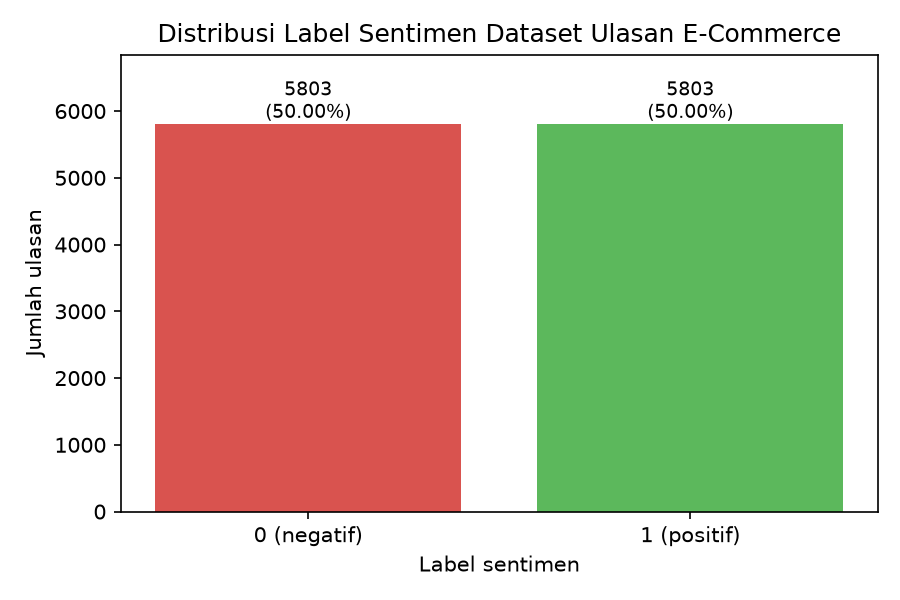 Distribusi Label Sentimen Dataset Ulasan E-Commerce
5803
(50.00%)
5803
(50.00%)
6000
5000
4000
3000
2000
1000
0
Jumlah ulasan
0 (negatif)
1 (positif)
Label sentimen